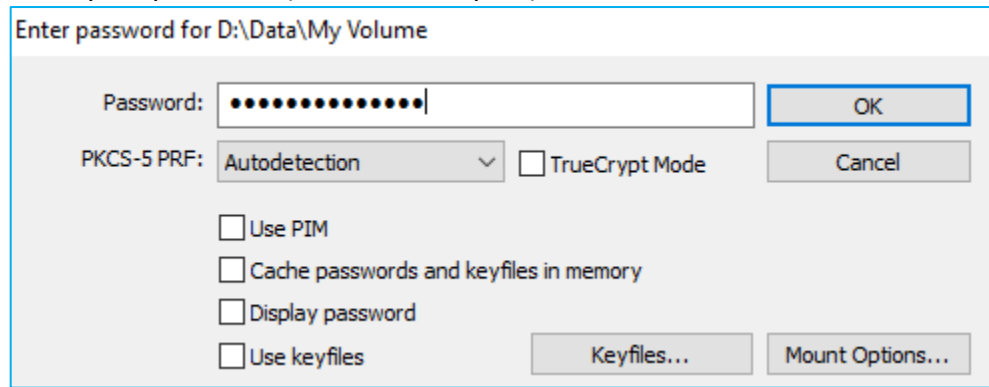 Enter password for D:\Data\My Volume
Password: ●●●●●●●●●●●●●● OK
PKCS-5 PRF: Autodetection TrueCrypt Mode Cancel
Use PIM
Cache passwords and keyfiles in memory
Display password
Use keyfiles Keyfiles... Mount Options...